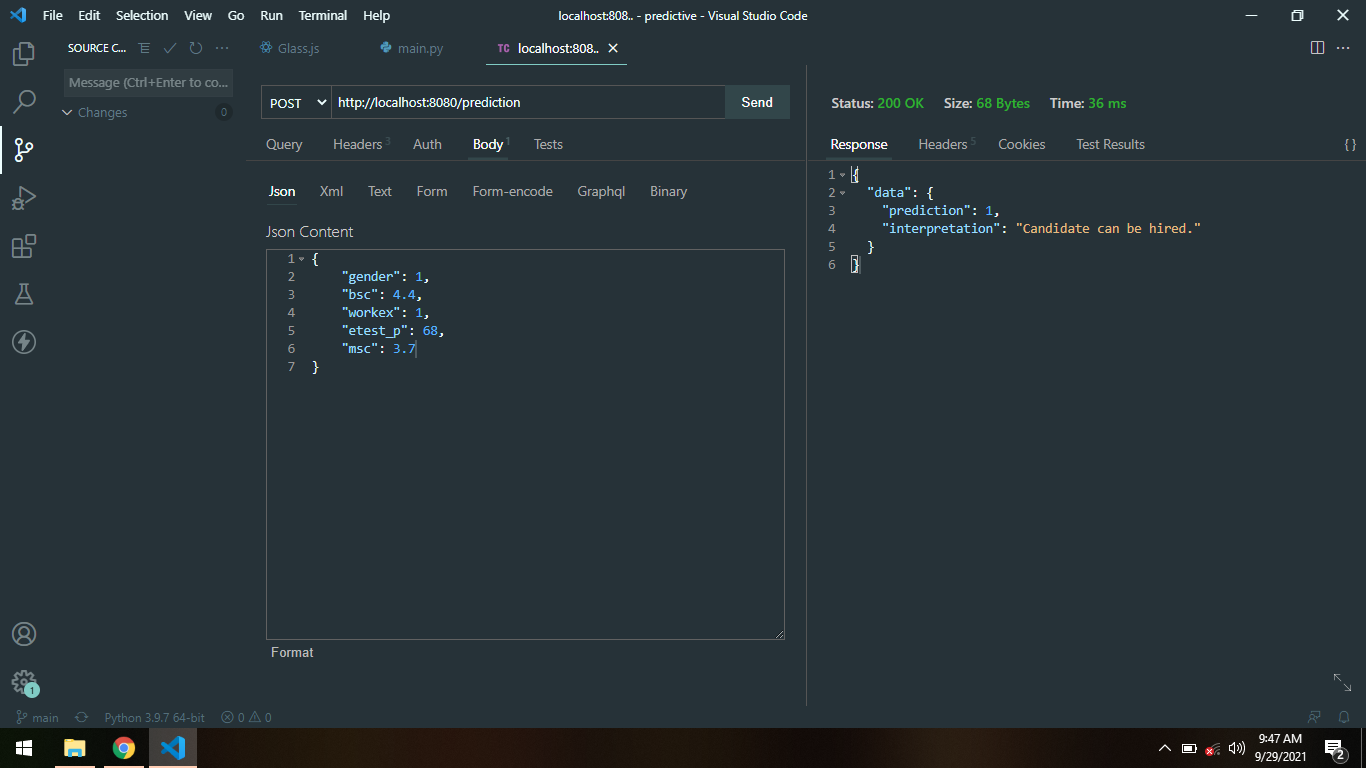 File Edit Selection View Go Run Terminal Help
localhost:808.. - predictive - Visual Studio Code
SOURCE C...
Message (Ctrl+Enter to co...
Changes 0
Glass.js main.py TC localhost:808..
POST http://localhost:8080/prediction Send
Query Headers 3 Auth Body 1 Tests
Json Xml Text Form Form-encode Graphql Binary
Json Content
1 {
2 "gender": 1,
3 "bsc": 4.4,
4 "workex": 1,
5 "etest_p": 68,
6 "msc": 3.7
7 }
Format
Status: 200 OK Size: 68 Bytes Time: 36 ms
Response Headers 5 Cookies Test Results { }
1 {
2 "data": {
3 "prediction": 1,
4 "interpretation": "Candidate can be hired."
5 }
6 }
1
main Python 3.9.7 64-bit 0 0
9:47 AM
9/29/2021
2